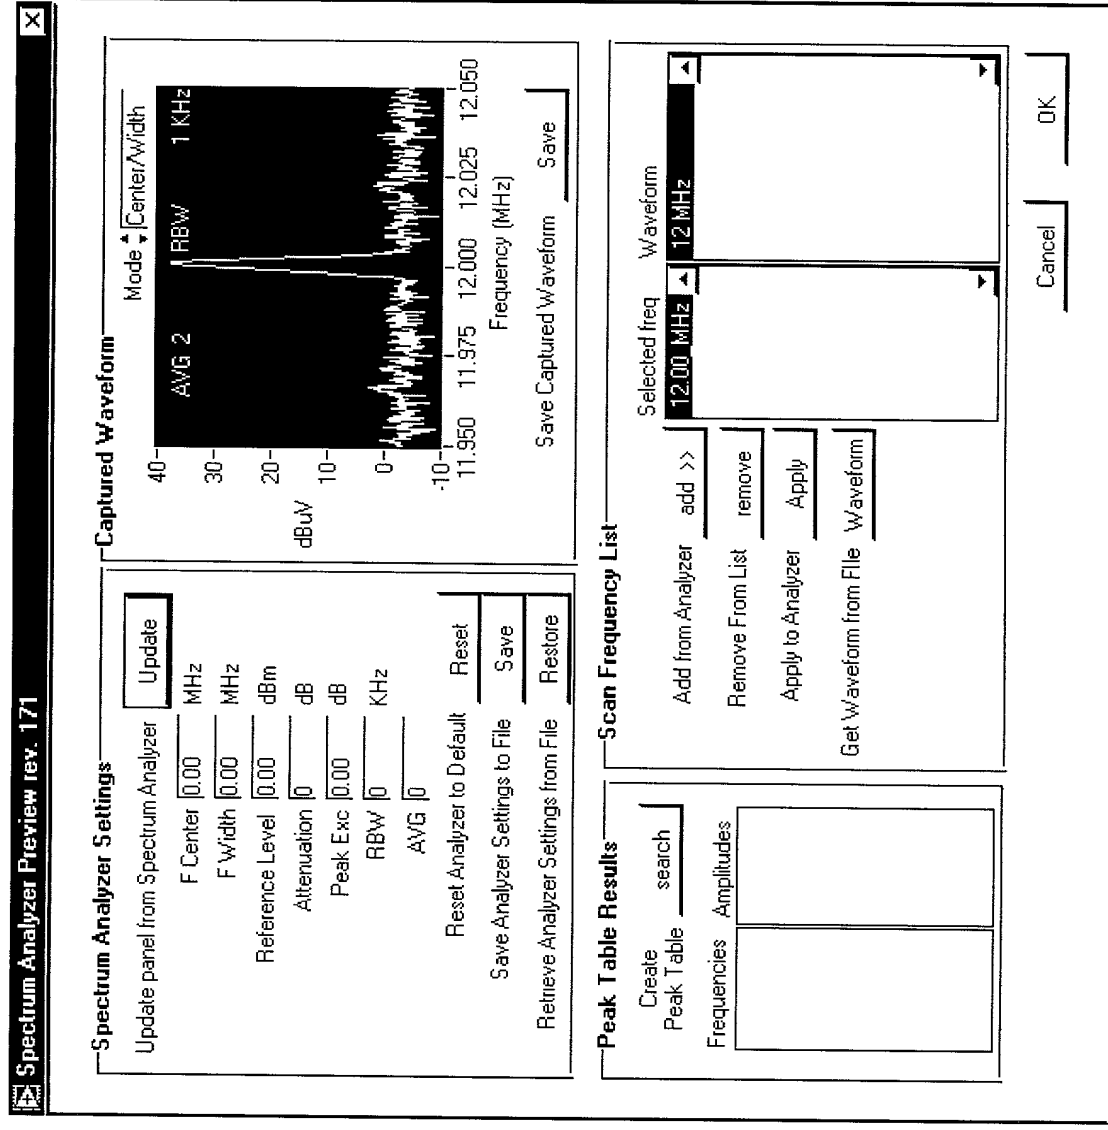 Spectrum Analyzer Preview rev. 171
Spectrum Analyzer Settings
Update panel from Spectrum Analyzer Update
F Center 0.00 MHz
F Width 0.00 MHz
Reference Level 0.00 dBm
Attenuation 0 dB
Peak Exc 0.00 dB
RBW 0 KHz
AVG 0
Reset Analyzer to Default Reset
Save Analyzer Settings to File Save
Retrieve Analyzer Settings from File Restore
Captured Waveform
Mode Center/Width
AVG 2 RBW 1 KHz
40-
30-
20-
10-
0-
-10-
dBuV
11.950 11.975 12.000 12.025 12.050
Frequency (MHz)
Save Captured Waveform Save
Peak Table Results
Create
Peak Table search
Frequencies Amplitudes
Scan Frequency List
Selected freq Waveform
12.00 MHz 12 MHz
Add from Analyzer add >>
Remove From List remove
Apply to Analyzer Apply
Get Waveform from FIle Waveform
Cancel OK